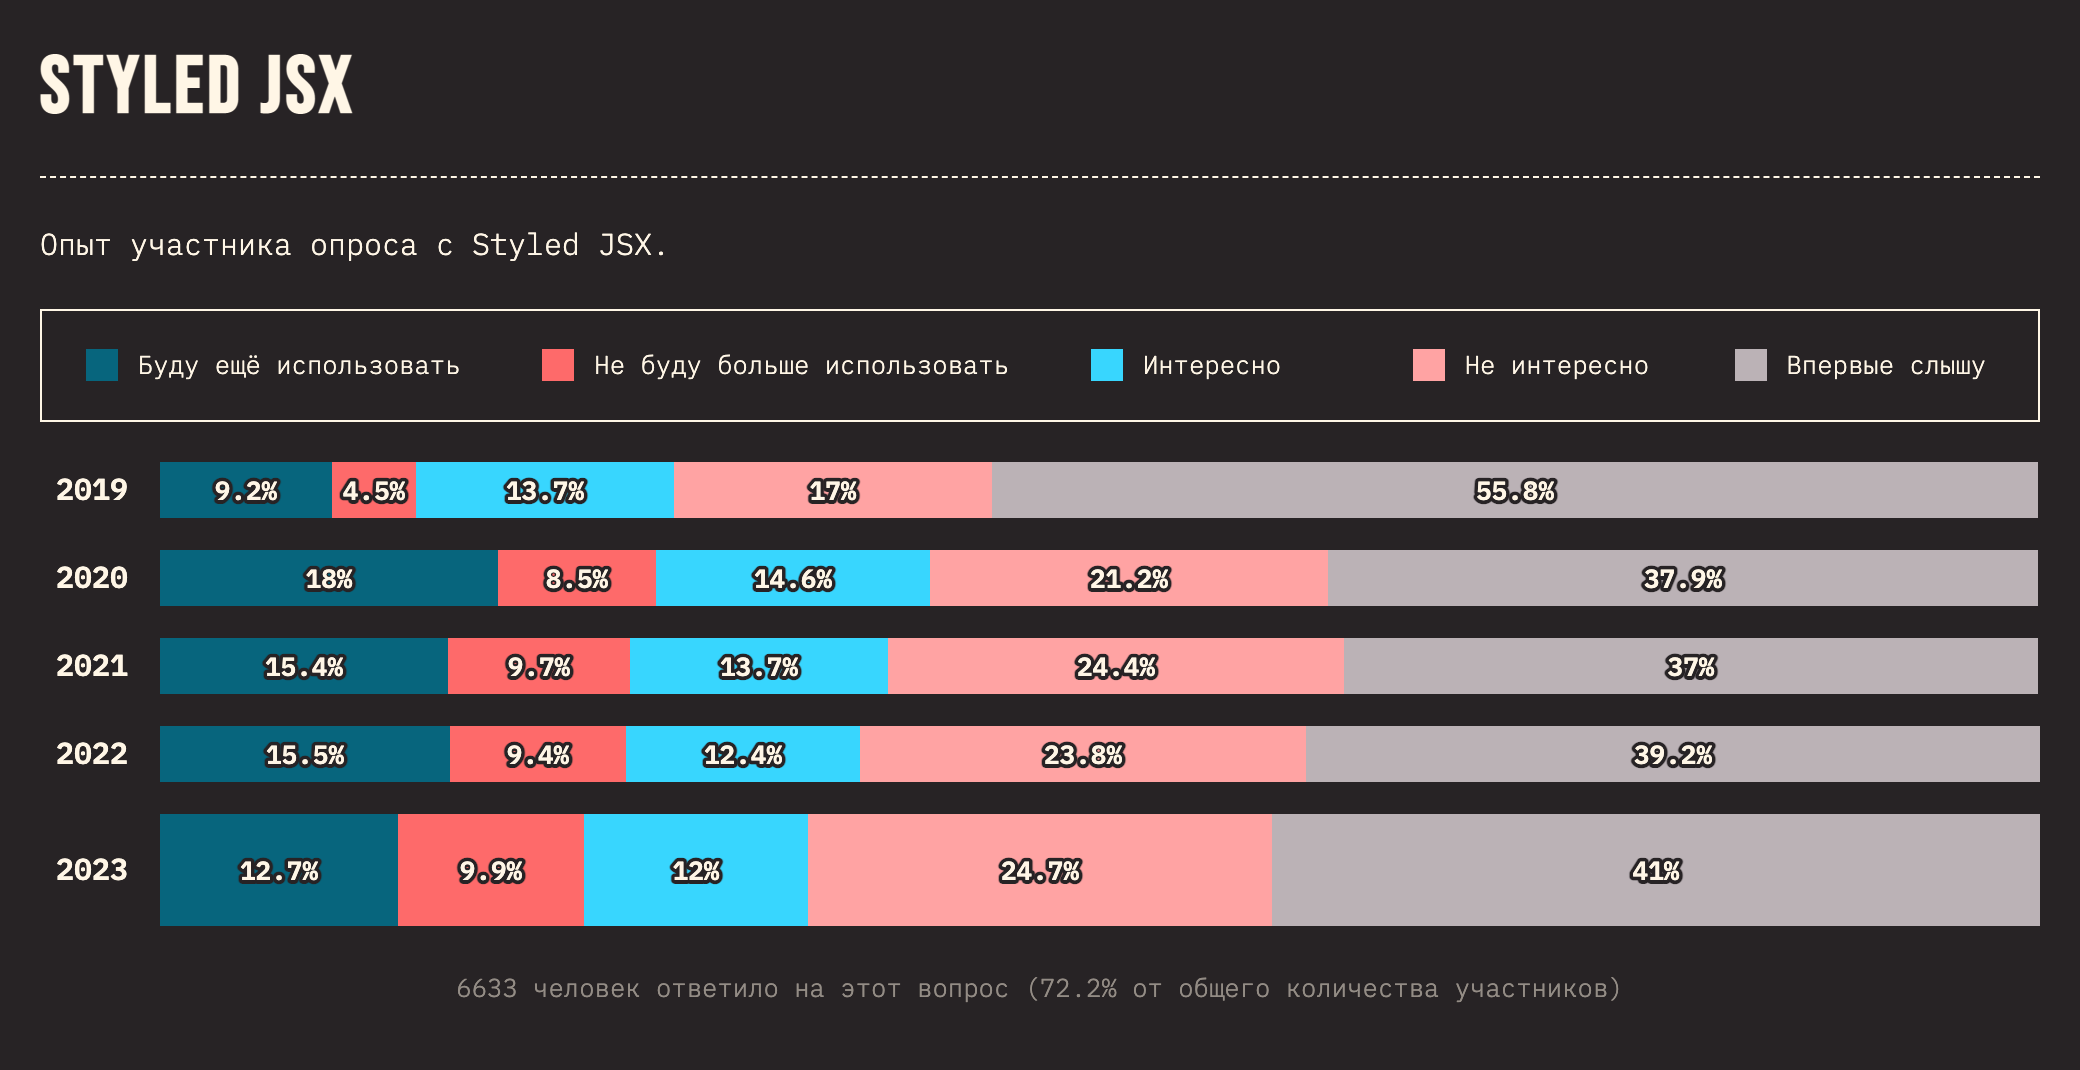 STYLED JSX
Опыт участника опроса с Styled JSX.
Буду ещё использовать Не буду больше использовать Интересно Не интересно Впервые слышу
2019 9.2% 4.5% 13.7% 17% 55.8%
2020 18% 8.5% 14.6% 21.2% 37.9%
2021 15.4% 9.7% 13.7% 24.4% 37%
2022 15.5% 9.4% 12.4% 23.8% 39.2%
2023 12.7% 9.9% 12% 24.7% 41%
6633 человек ответило на этот вопрос (72.2% от общего количества участников)